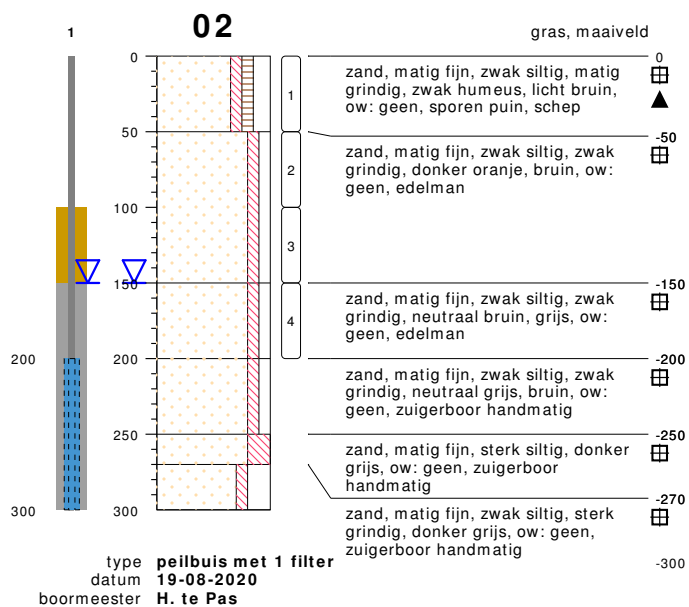 1
02
gras, maaiveld
0
0
1
zand, matig fijn, zwak siltig, matig
grindig, zwak humeus, licht bruin,
ow: geen, sporen puin, schep
50
-50
2
zand, matig fijn, zwak siltig, zwak
grindig, donker oranje, bruin, ow:
geen, edelman
100
3
150
-150
4
zand, matig fijn, zwak siltig, zwak
grindig, neutraal bruin, grijs, ow:
geen, edelman
200
200
-200
zand, matig fijn, zwak siltig, zwak
grindig, neutraal grijs, bruin, ow:
geen, zuigerboor handmatig
250
-250
zand, matig fijn, sterk siltig, donker
grijs, ow: geen, zuigerboor
handmatig
-270
300
300
zand, matig fijn, zwak siltig, sterk
grindig, donker grijs, ow: geen,
zuigerboor handmatig
-300
type peilbuis met 1 filter
datum 19-08-2020
boormeester H. te Pas